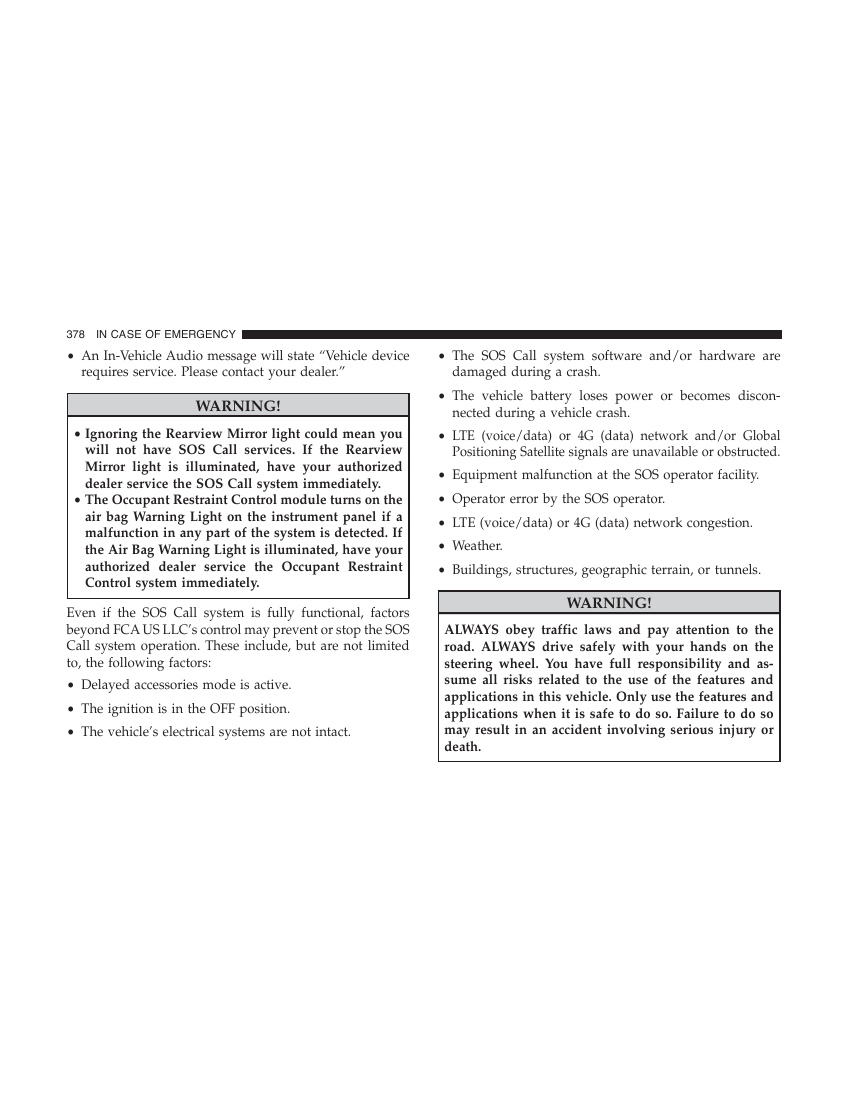 378 IN CASE OF EMERGENCY
• An In-Vehicle Audio message will state “Vehicle device
requires service. Please contact your dealer.”
WARNING!
• Ignoring the Rearview Mirror light could mean you
will not have SOS Call services. If the Rearview
Mirror light is illuminated, have your authorized
dealer service the SOS Call system immediately.
• The Occupant Restraint Control module turns on the
air bag Warning Light on the instrument panel if a
malfunction in any part of the system is detected. If
the Air Bag Warning Light is illuminated, have your
authorized dealer service the Occupant Restraint
Control system immediately.
Even if the SOS Call system is fully functional, factors
beyond FCA US LLC’s control may prevent or stop the SOS
Call system operation. These include, but are not limited
to, the following factors:
• Delayed accessories mode is active.
• The ignition is in the OFF position.
• The vehicle’s electrical systems are not intact.
• The SOS Call system software and/or hardware are
damaged during a crash.
• The vehicle battery loses power or becomes discon-
nected during a vehicle crash.
• LTE (voice/data) or 4G (data) network and/or Global
Positioning Satellite signals are unavailable or obstructed.
• Equipment malfunction at the SOS operator facility.
• Operator error by the SOS operator.
• LTE (voice/data) or 4G (data) network congestion.
• Weather.
• Buildings, structures, geographic terrain, or tunnels.
WARNING!
ALWAYS obey traffic laws and pay attention to the
road. ALWAYS drive safely with your hands on the
steering wheel. You have full responsibility and as-
sume all risks related to the use of the features and
applications in this vehicle. Only use the features and
applications when it is safe to do so. Failure to do so
may result in an accident involving serious injury or
death.